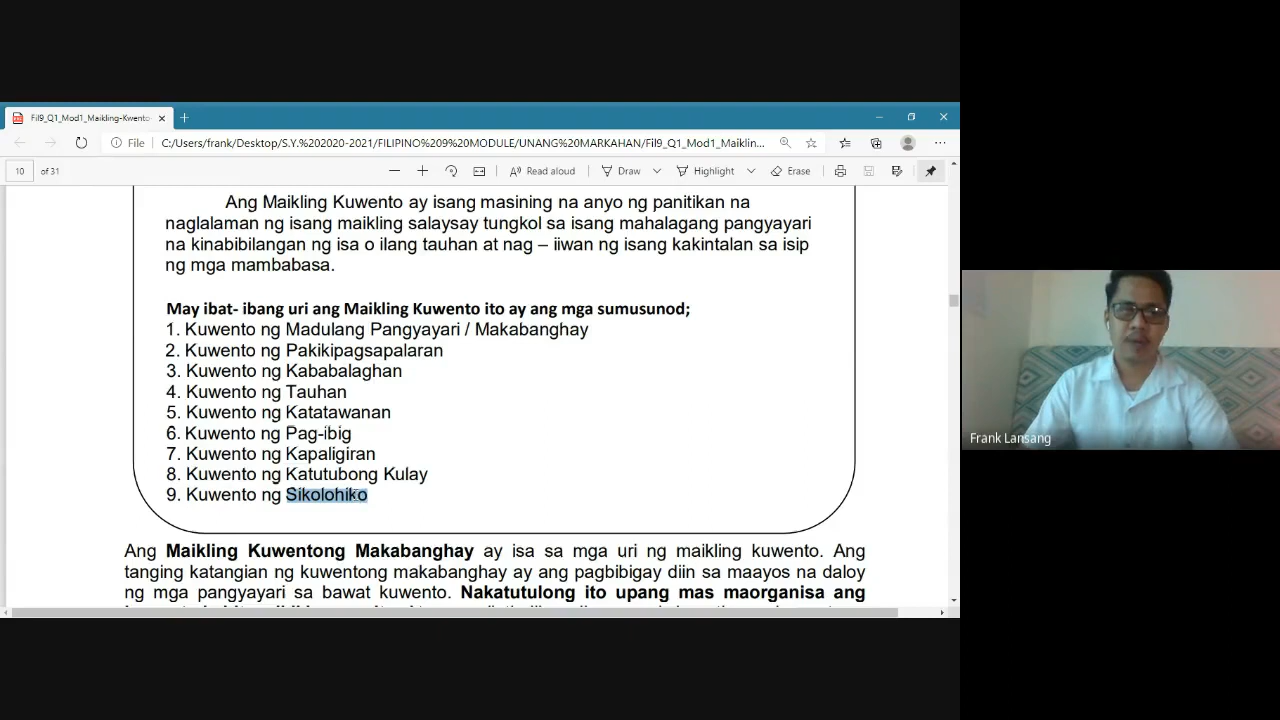 Fil9_Q1_Mod1_Maikling-Kwento
File
C:/Users/frank/Desktop/S.Y.%202020-2021/FILIPINO%209%20MODULE/UNANG%20MARKAHAN/Fil9_Q1_Mod1_Maiklin...
10 of 31
Read aloud
Draw
Highlight
Erase
Ang Maikling Kuwento ay isang masining na anyo ng panitikan na
naglalaman ng isang maikling salaysay tungkol sa isang mahalagang pangyayari
na kinabibilangan ng isa o ilang tauhan at nag – iiwan ng isang kakintalan sa isip
ng mga mambabasa.
May ibat- ibang uri ang Maikling Kuwento ito ay ang mga sumusunod;
1. Kuwento ng Madulang Pangyayari / Makabanghay
2. Kuwento ng Pakikipagsapalaran
3. Kuwento ng Kababalaghan
4. Kuwento ng Tauhan
5. Kuwento ng Katatawanan
6. Kuwento ng Pag-ibig
7. Kuwento ng Kapaligiran
8. Kuwento ng Katutubong Kulay
9. Kuwento ng Sikolohiko
Ang Maikling Kuwentong Makabanghay ay isa sa mga uri ng maikling kuwento. Ang
tanging katangian ng kuwentong makabanghay ay ang pagbibigay diin sa maayos na daloy
ng mga pangyayari sa bawat kuwento. Nakatutulong ito upang mas maorganisa ang
Frank Lansang